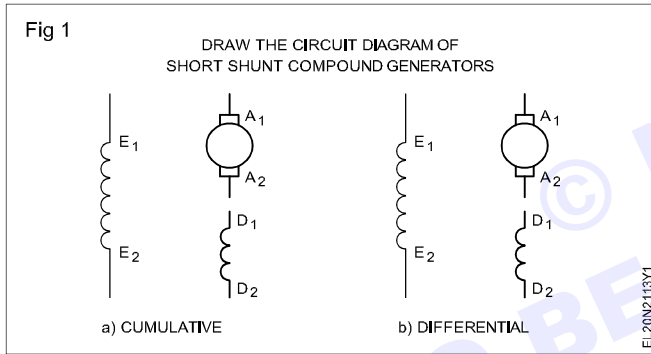 Fig 1
DRAW THE CIRCUIT DIAGRAM OF
SHORT SHUNT COMPOUND GENERATORS
E1
E2
A1
A2
D1
D2
E1
E2
A1
A2
D1
D2
a) CUMULATIVE
b) DIFFERENTIAL
EL20N2113Y1
© 
BE